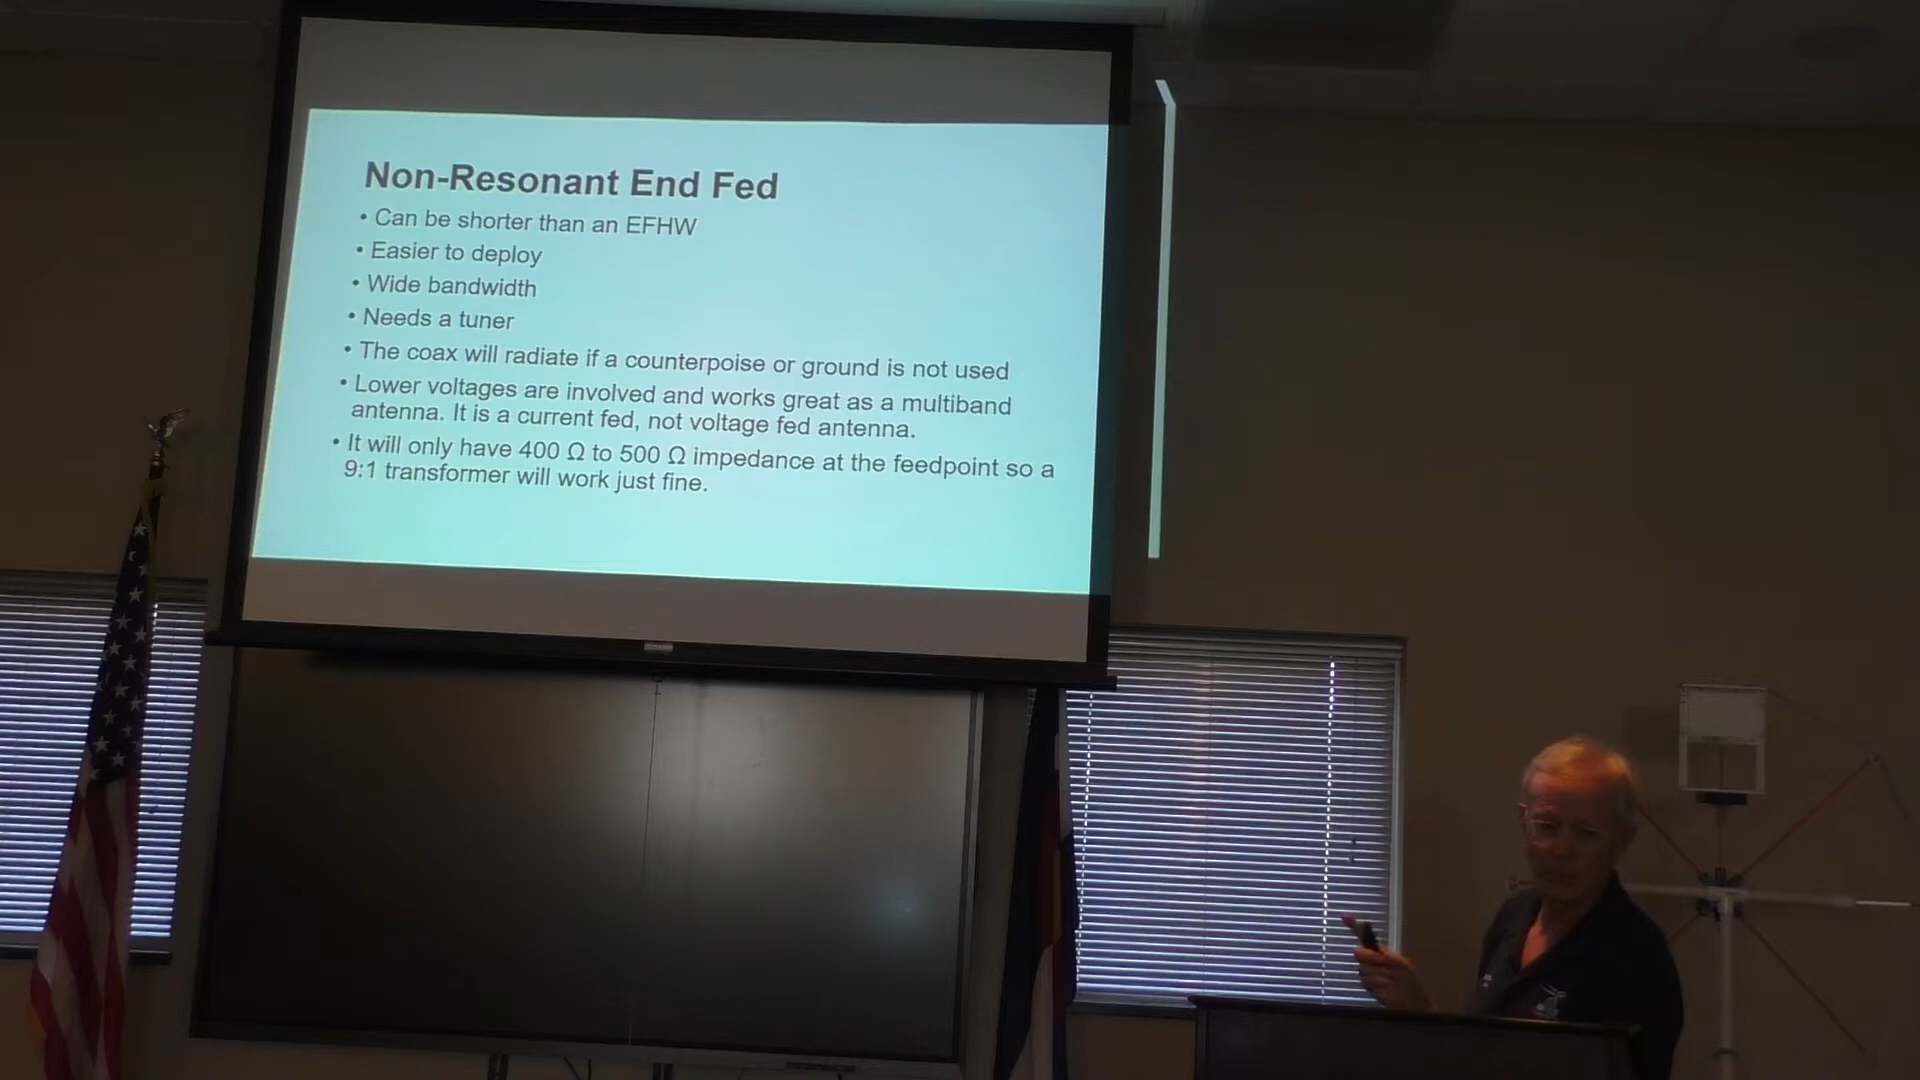 Non-Resonant End Fed
• Can be shorter than an EFHW
• Easier to deploy
• Wide bandwidth
• Needs a tuner
• The coax will radiate if a counterpoise or ground is not used
• Lower voltages are involved and works great as a multiband
antenna. It is a current fed, not voltage fed antenna.
• It will only have 400 Ω to 500 Ω impedance at the feedpoint so a
9:1 transformer will work just fine.